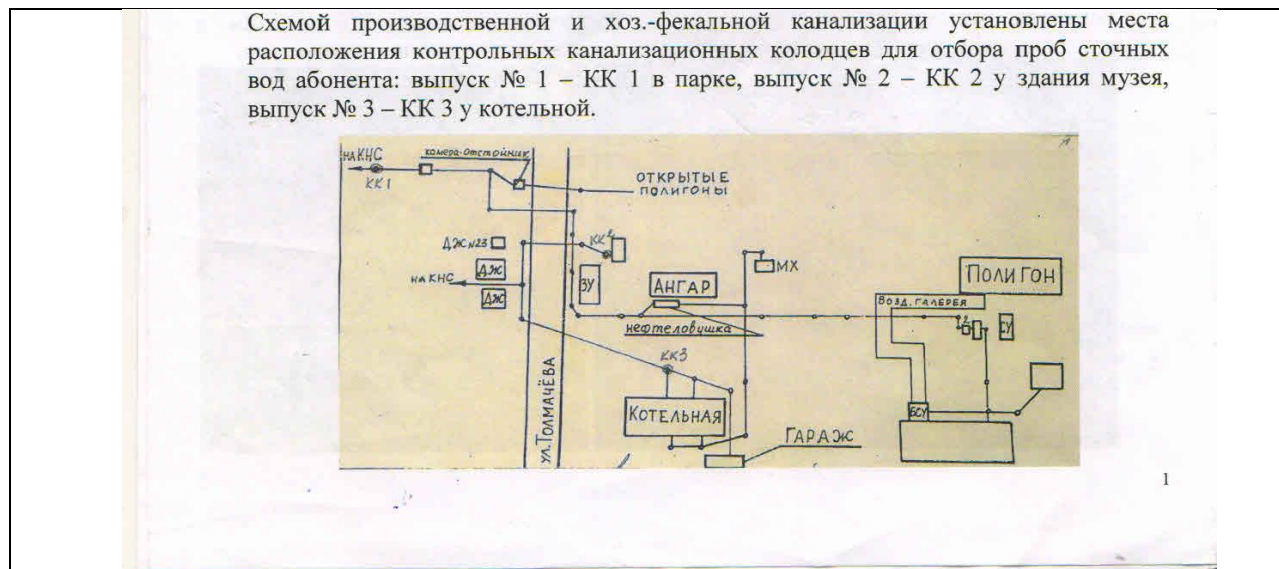 Схемой производственной и хоз.-фекальной канализации установлены места
расположения контрольных канализационных колодцев для отбора проб сточных
вод абонента: выпуск № 1 – КК 1 в парке, выпуск № 2 – КК 2 у здания музея,
выпуск № 3 – КК 3 у котельной.
НА КНС
КК1
камера-отстойник
ОТКРЫТЫЕ
ПОЛИГОНЫ
ДЖ №23
КК2
ДЖ
НА КНС
ДЖ
ЗУ
АНГАР
МХ
ПОЛИГОН
ВОЗД. ГАЛЕРЕЯ
нефтеловушка
СУ
КК3
УЛ. ТОЛМАЧЁВА
КОТЕЛЬНАЯ
БСУ
ГАРАЖ
1